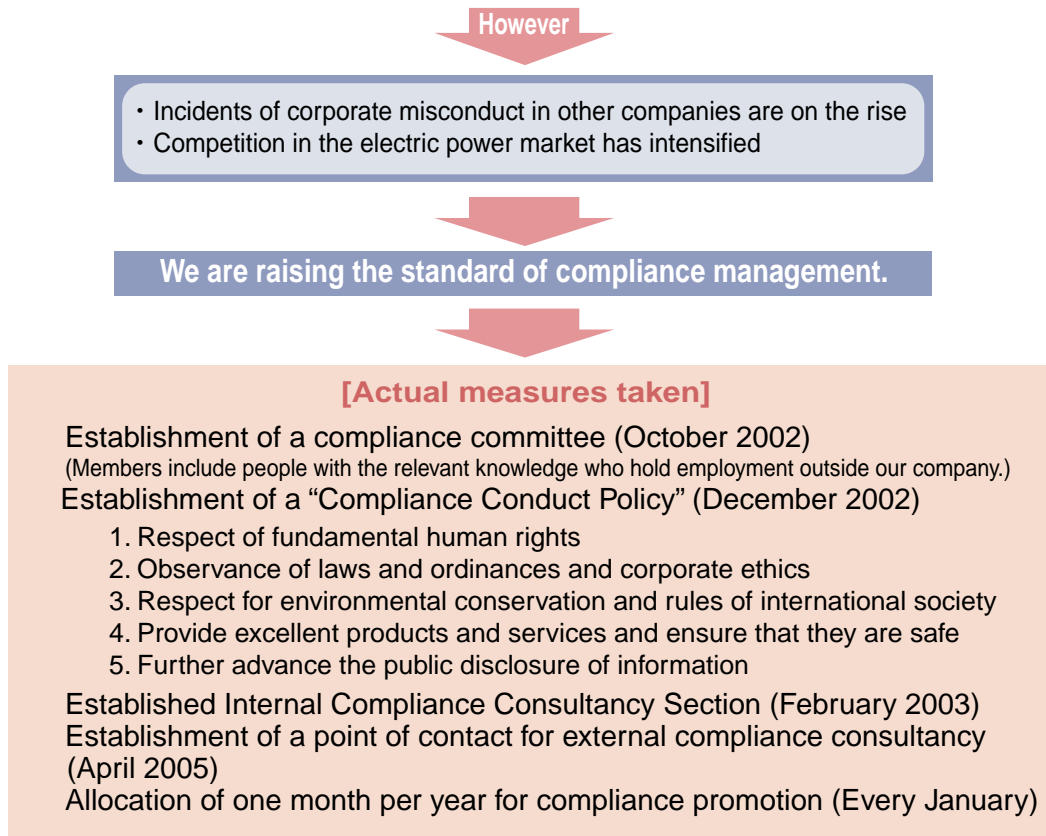 However
・Incidents of corporate misconduct in other companies are on the rise
・Competition in the electric power market has intensified
We are raising the standard of compliance management.
[Actual measures taken]
Establishment of a compliance committee (October 2002)
(Members include people with the relevant knowledge who hold employment outside our company.)
Establishment of a “Compliance Conduct Policy” (December 2002)
1. Respect of fundamental human rights
2. Observance of laws and ordinances and corporate ethics
3. Respect for environmental conservation and rules of international society
4. Provide excellent products and services and ensure that they are safe
5. Further advance the public disclosure of information
Established Internal Compliance Consultancy Section (February 2003)
Establishment of a point of contact for external compliance consultancy
(April 2005)
Allocation of one month per year for compliance promotion (Every January)